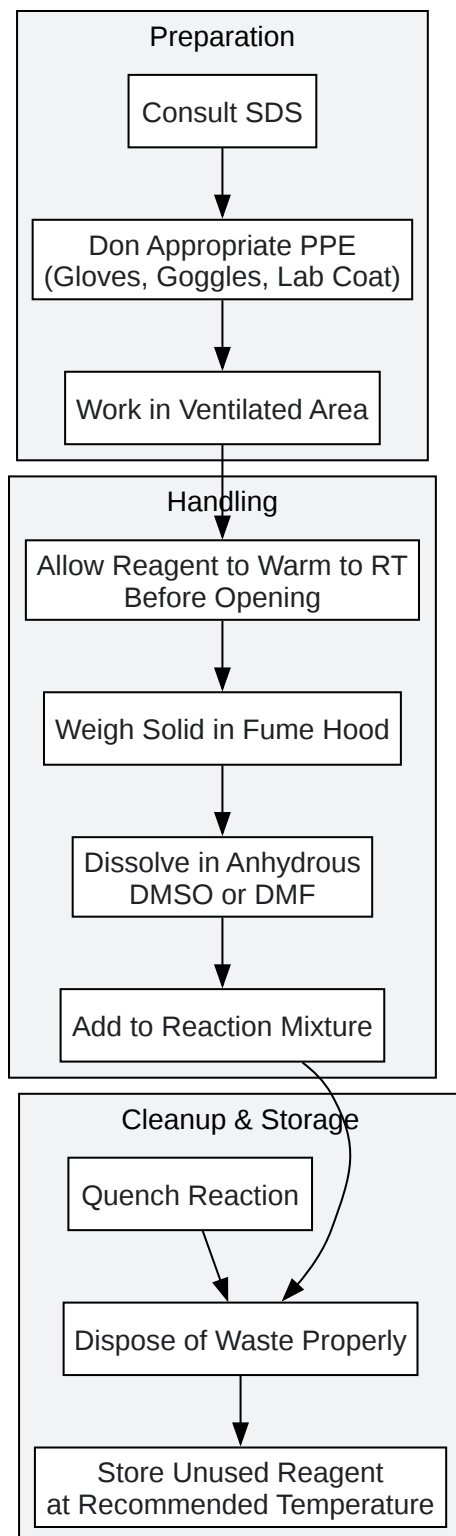 Preparation
Consult SDS
Don Appropriate PPE
(Gloves, Goggles, Lab Coat)
Work in Ventilated Area
Handling
Allow Reagent to Warm to RT
Before Opening
Weigh Solid in Fume Hood
Dissolve in Anhydrous
DMSO or DMF
Add to Reaction Mixture
Cleanup & Storage
Quench Reaction
Dispose of Waste Properly
Store Unused Reagent
at Recommended Temperature